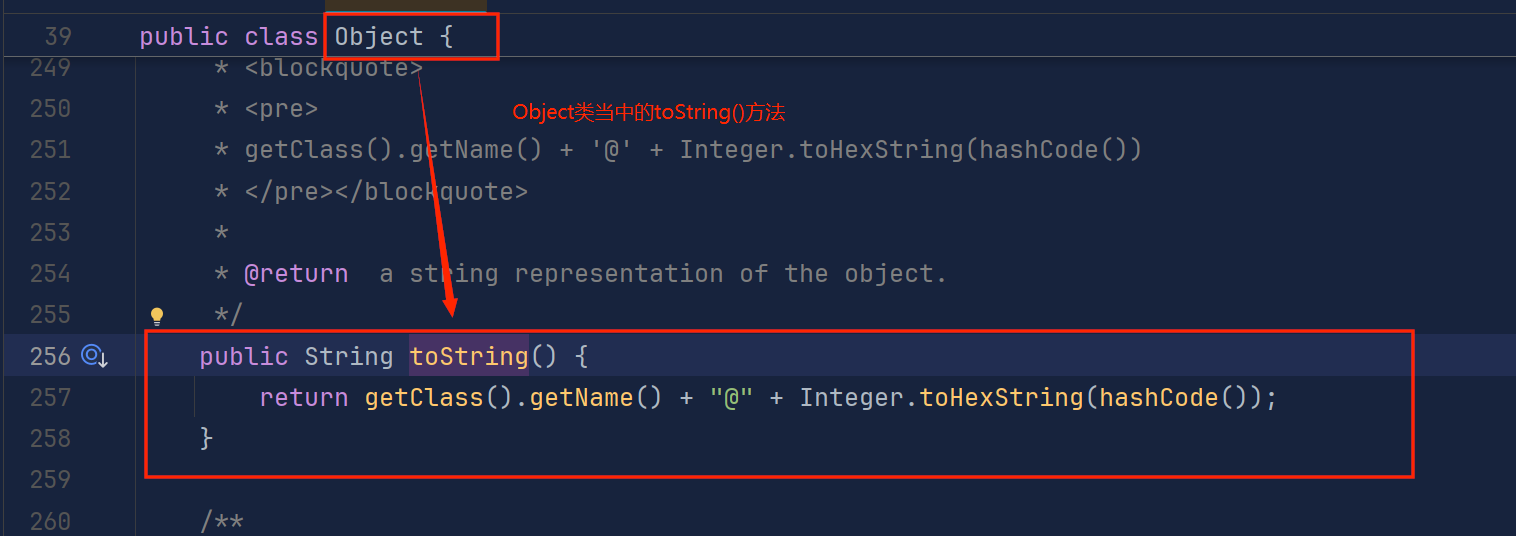 39 public class Object {
249 * <blockquote>
250 * <pre>
Object类当中的toString()方法
251 * getClass().getName() + '@' + Integer.toHexString(hashCode())
252 * </pre></blockquote>
253 *
254 * @return  a string representation of the object.
255 */
256 public String toString() {
257 return getClass().getName() + "@" + Integer.toHexString(hashCode());
258 }
259
260 /**